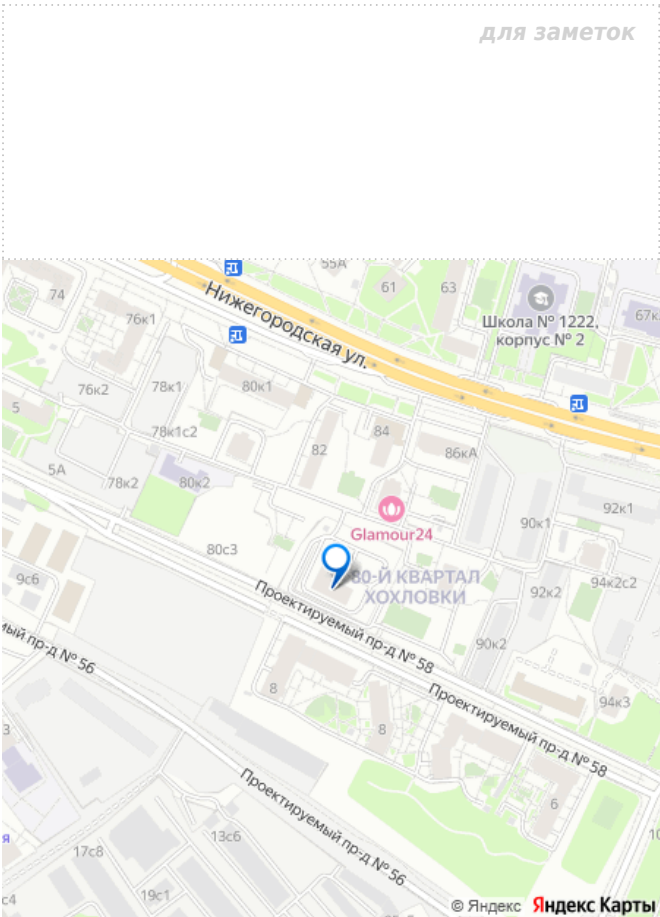 для заметок
55А
74
61
63
76к1
Нижегородская ул.
Школа № 1222,
корпус № 2
67к
76к2
78к1
80к1
5
78к1с2
84
82
86кА
5А
78к2
80к2
92к1
Glamour24
90к1
80с3
9с6
80-Й КВАРТАЛ
ХОХЛОВКИ
94к2с2
92к2
Проектируемый пр-д № 58
90к2
ый пр-д № 56
8
Проектируемый пр-д № 58
94к3
3
8
Проектируемый пр-д № 56
6
я
13с6
10
17с8
19с1
с4
© Яндекс Яндекс Карты